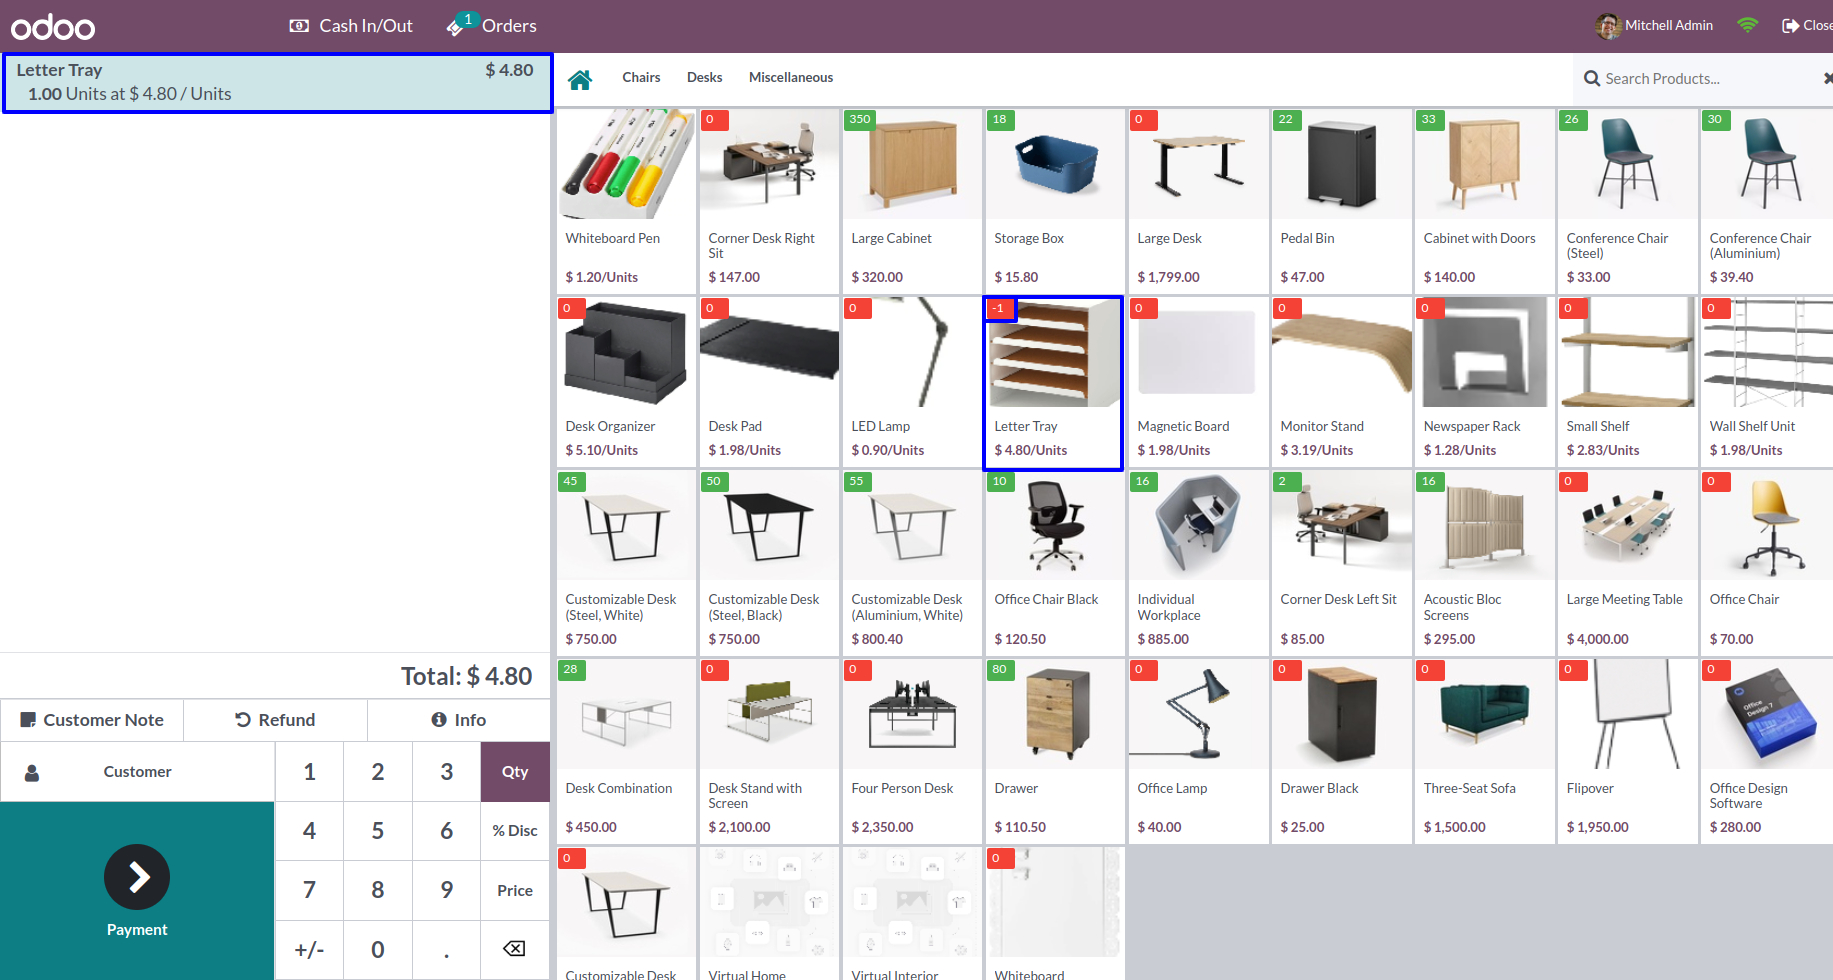 odoo
Cash In/Out
1
Orders
Mitchell Admin
Close
Letter Tray
$ 4.80
1.00 Units at $ 4.80 / Units
Chairs
Desks
Miscellaneous
Search Products...
0
350
18
0
22
33
26
30
Whiteboard Pen
Corner Desk Right
Sit
Large Cabinet
Storage Box
Large Desk
Pedal Bin
Cabinet with Doors
Conference Chair
(Steel)
Conference Chair
(Aluminium)
$ 1.20/Units
$ 147.00
$ 320.00
$ 15.80
$ 1,799.00
$ 47.00
$ 140.00
$ 33.00
$ 39.40
0
0
0
-1
0
0
0
0
0
Desk Organizer
Desk Pad
LED Lamp
Letter Tray
Magnetic Board
Monitor Stand
Newspaper Rack
Small Shelf
Wall Shelf Unit
$ 5.10/Units
$ 1.98/Units
$ 0.90/Units
$ 4.80/Units
$ 1.98/Units
$ 3.19/Units
$ 1.28/Units
$ 2.83/Units
$ 1.98/Units
45
50
55
10
16
2
16
0
0
Customizable Desk
(Steel, White)
Customizable Desk
(Steel, Black)
Customizable Desk
(Aluminium, White)
Office Chair Black
Individual
Workplace
Corner Desk Left Sit
Acoustic Bloc
Screens
Large Meeting Table
Office Chair
$ 750.00
$ 750.00
$ 800.40
$ 120.50
$ 885.00
$ 85.00
$ 295.00
$ 4,000.00
$ 70.00
28
0
0
80
0
0
0
0
0
Office
Design 7
Desk Combination
Desk Stand with
Screen
Four Person Desk
Drawer
Office Lamp
Drawer Black
Three-Seat Sofa
Flipover
Office Design
Software
$ 450.00
$ 2,100.00
$ 2,350.00
$ 110.50
$ 40.00
$ 25.00
$ 1,500.00
$ 1,950.00
$ 280.00
0
0
Customizable Desk
Virtual Home
Virtual Interior
Whiteboard
Total: $ 4.80
Customer Note
Refund
Info
Customer
1
2
3
Qty
4
5
6
% Disc
7
8
9
Price
+/-
0
.
Payment